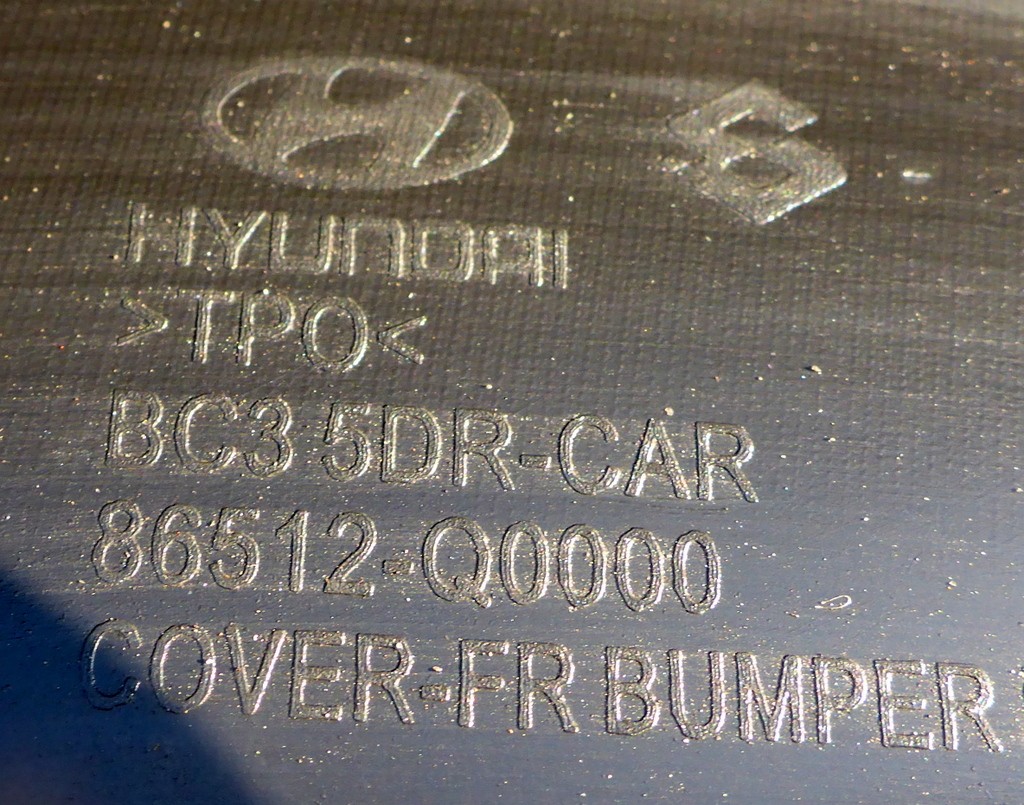 HYUNDAI
>TPO<
BC3 5DR-CAR
86512-Q0000
COVER-FR BUMPER